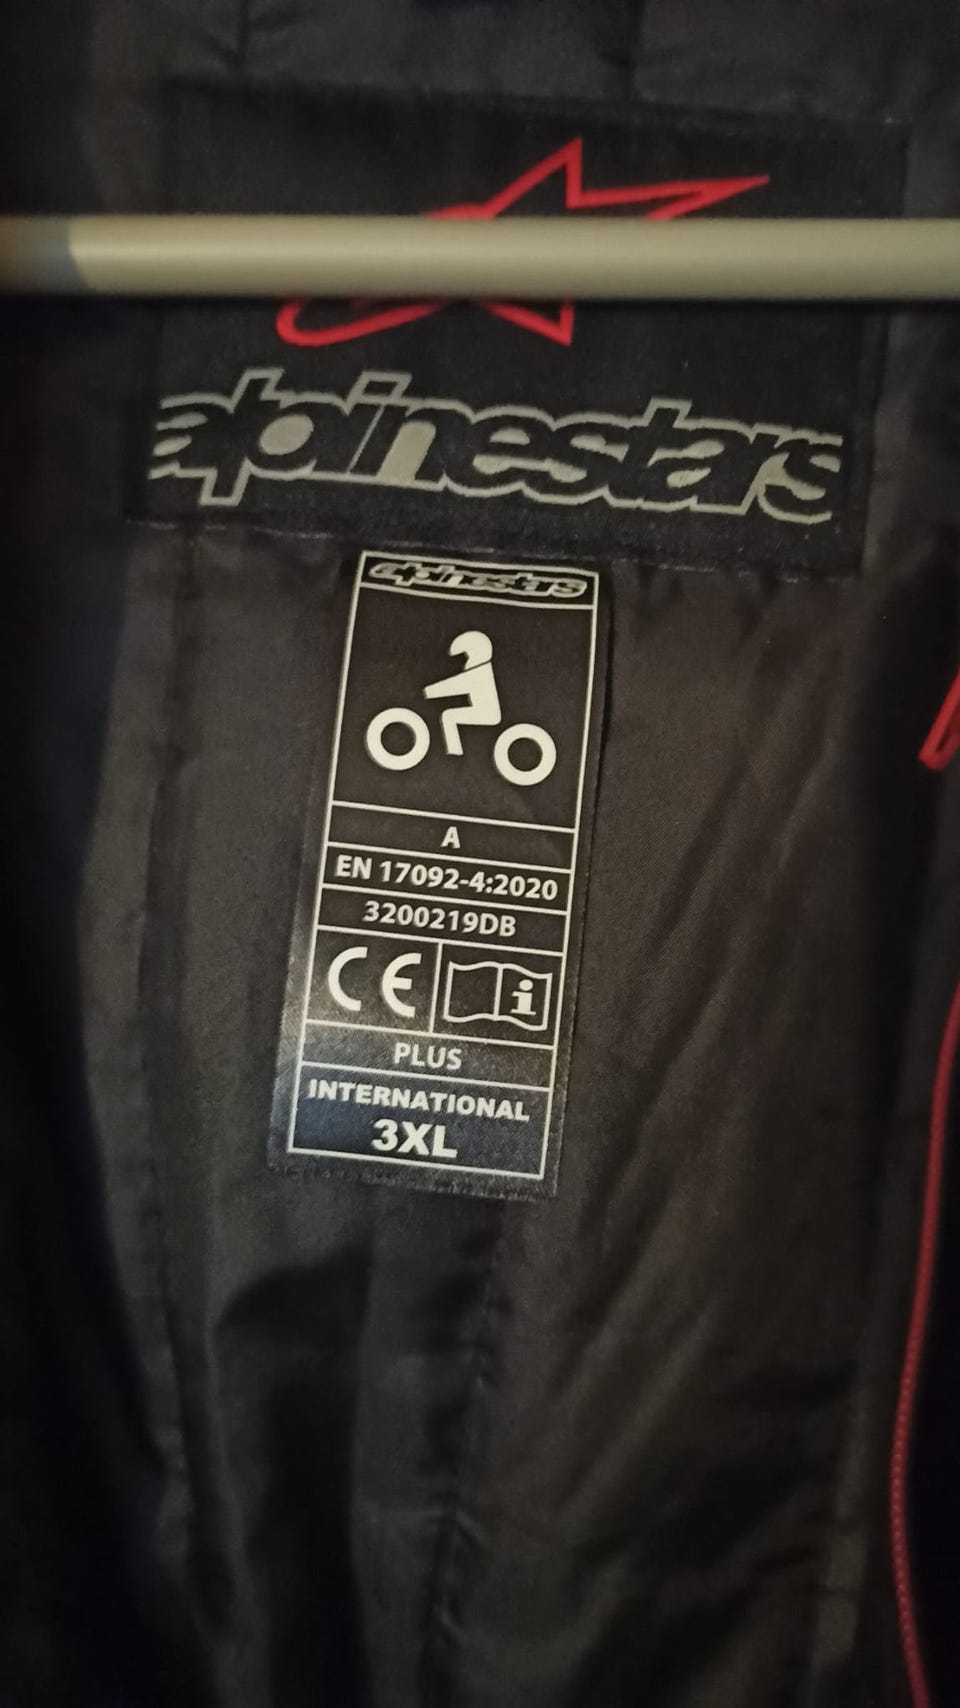 alpinestars
alpinestars
A
EN 17092-4:2020
3200219DB
CE i
PLUS
INTERNATIONAL
3XL